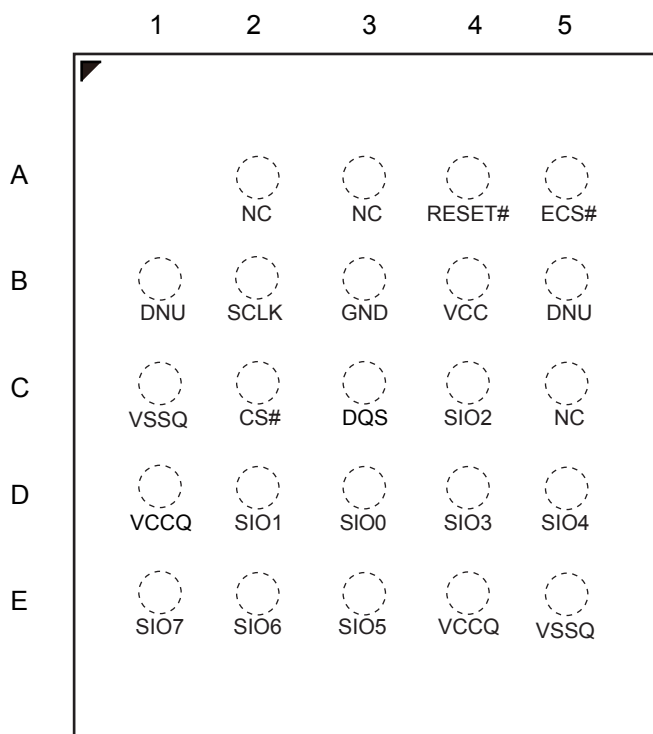 1 2 3 4 5
A
NC NC RESET# ECS#
B
DNU SCLK GND VCC DNU
C
VSSQ CS# DQS SIO2 NC
D
VCCQ SIO1 SIO0 SIO3 SIO4
E
SIO7 SIO6 SIO5 VCCQ VSSQ